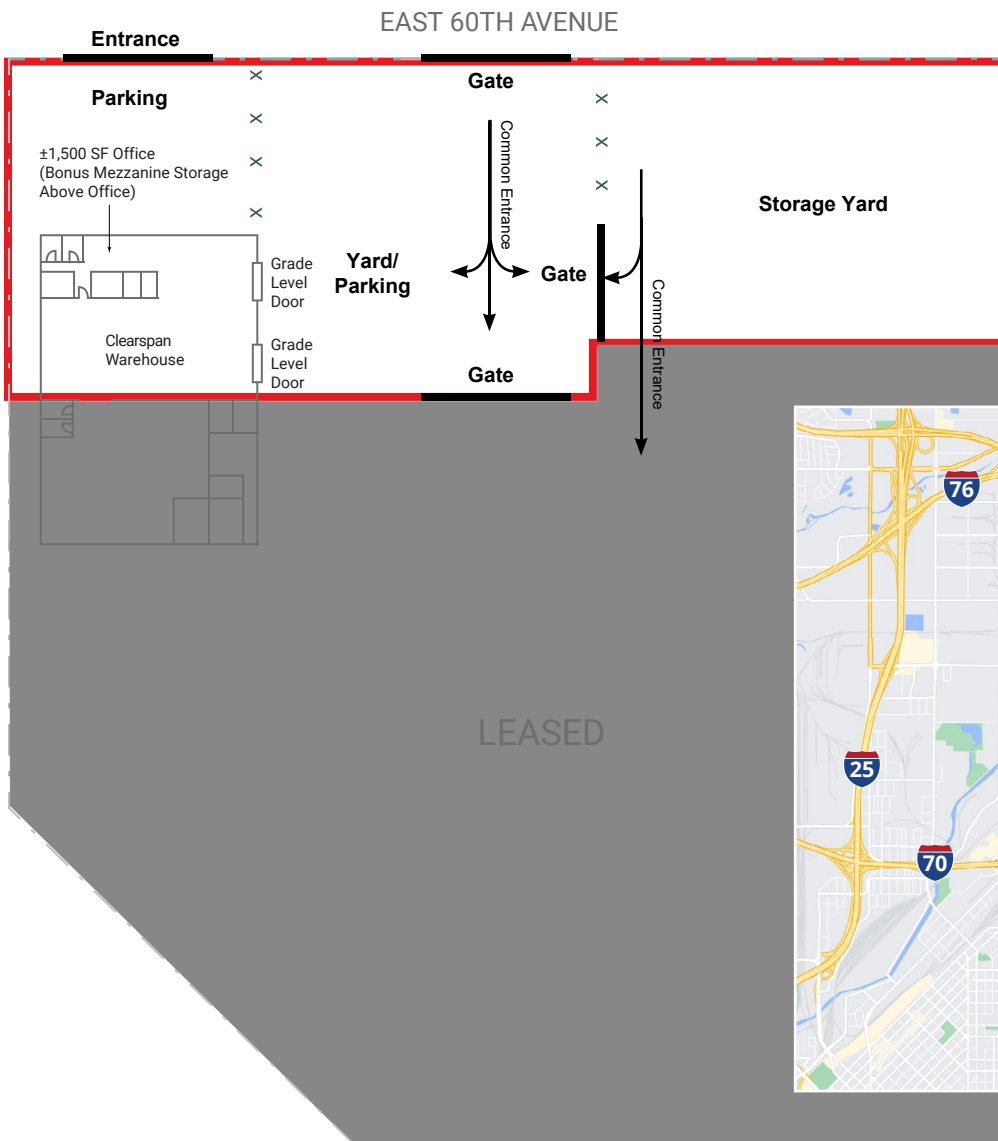 EAST 60TH AVENUE
Entrance
Parking
Gate
X
X
X
X
X
X
X
±1,500 SF Office
(Bonus Mezzanine Storage
Above Office)
Common Entrance
Storage Yard
Grade
Level
Door
Yard/
Parking
Gate
Common Entrance
Clearspan
Warehouse
Grade
Level
Door
Gate
LEASED
76
25
70